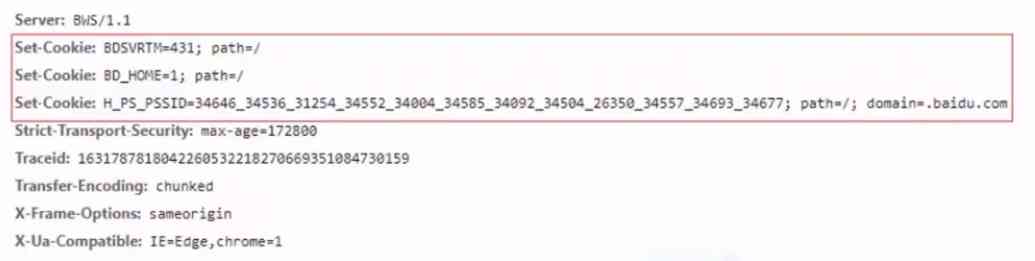 Server: BWS/1.1
Set-Cookie: BDSVRTM=431; path=/
Set-Cookie: BD_HOME=1; path=/
Set-Cookie: H_PS_PSSID=34646_34536_31254_34552_34004_34585_34092_34504_26350_34557_34693_34677; path=/; domain=.baidu.com
Strict-Transport-Security: max-age=172800
Traceid: 1631787818042260532218270669351084730159
Transfer-Encoding: chunked
X-Frame-Options: sameorigin
X-Ua-Compatible: IE=Edge,chrome=1